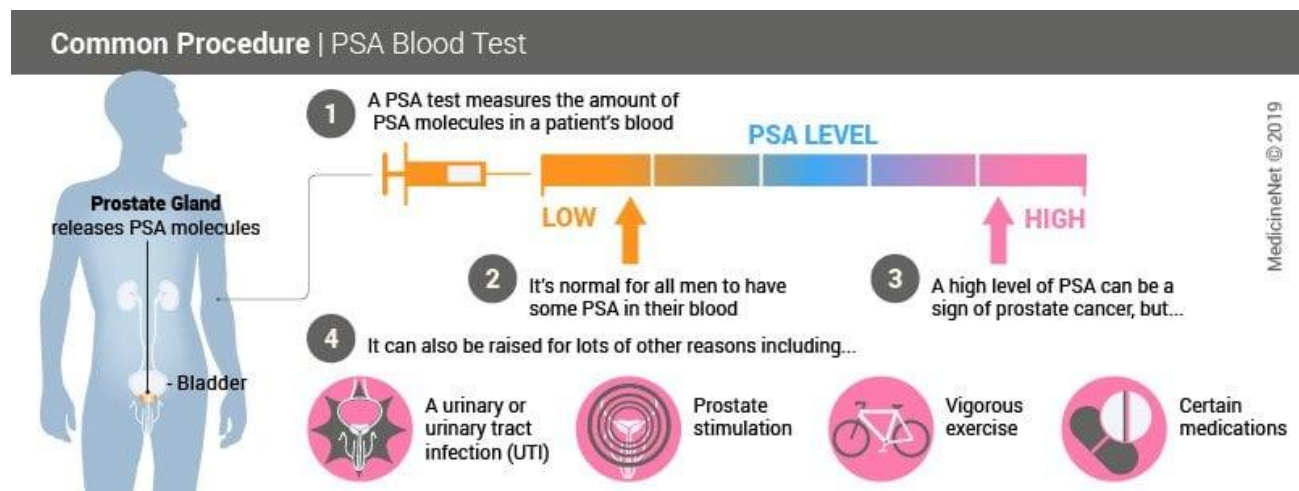 Common Procedure | PSA Blood Test
1
A PSA test measures the amount of
PSA molecules in a patient's blood
PSA LEVEL
LOW
HIGH
Prostate Gland
releases PSA molecules
- Bladder
2
It's normal for all men to have
some PSA in their blood
3
A high level of PSA can be a
sign of prostate cancer, but...
4
It can also be raised for lots of other reasons including...
A urinary or
urinary tract
infection (UTI)
Prostate
stimulation
Vigorous
exercise
Certain
medications
MedicineNet © 2019